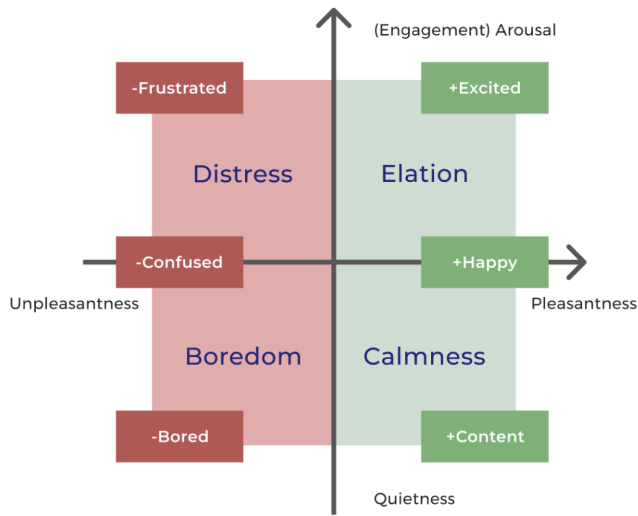 (Engagement) Arousal
-Frustrated
+Excited
Distress
Elation
-Confused
+Happy
Unpleasantness
Pleasantness
Boredom
Calmness
-Bored
+Content
Quietness